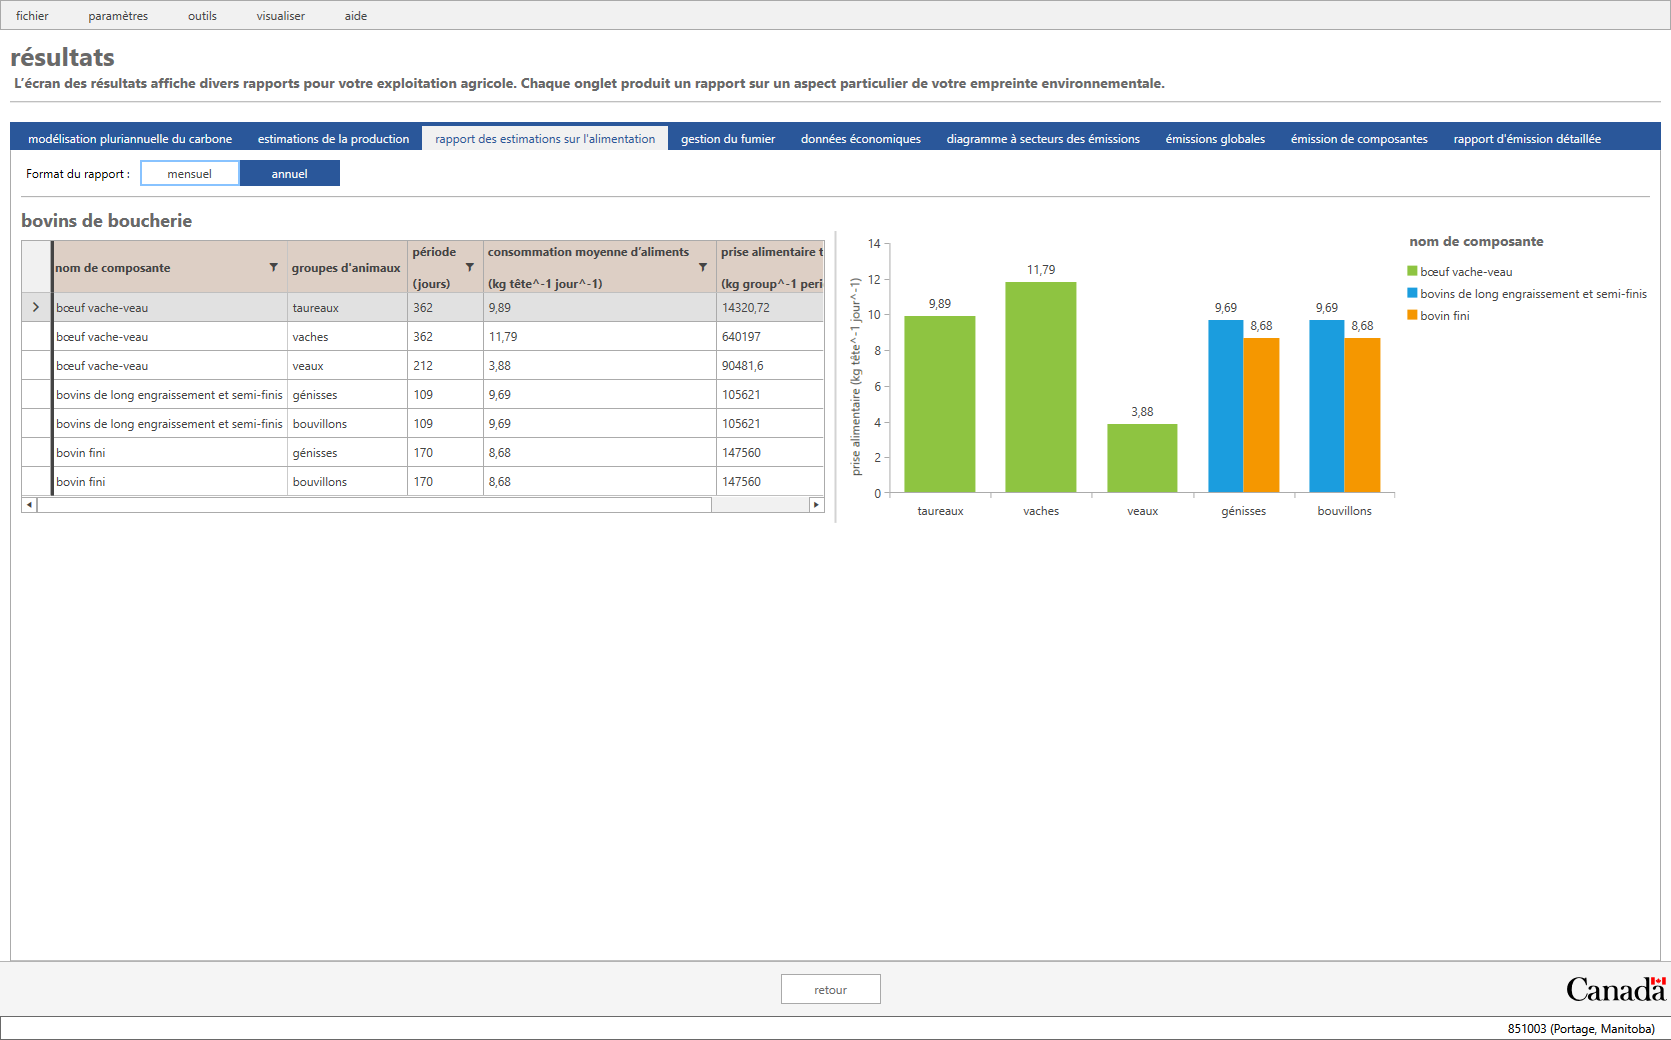 fichier paramètres outils visualiser aide
résultats
L'écran des résultats affiche divers rapports pour votre exploitation agricole. Chaque onglet produit un rapport sur un aspect particulier de votre empreinte environnementale.
modélisation pluriannuelle du carbone estimations de la production rapport des estimations sur l'alimentation gestion du fumier données économiques diagramme à secteurs des émissions émissions globales émission de composantes rapport d'émission détaillée
Format du rapport : mensuel annuel
bovins de boucherie
nom de composante groupes d'animaux période (jours) consommation moyenne d'aliments (kg tête^-1 jour^-1) prise alimentaire t (kg group^-1 peri
bœuf vache-veau taureaux 362 9,89 14320,72
bœuf vache-veau vaches 362 11,79 640197
bœuf vache-veau veaux 212 3,88 90481,6
bovins de long engraissement et semi-finis génisses 109 9,69 105621
bovins de long engraissement et semi-finis bouvillons 109 9,69 105621
bovin fini génisses 170 8,68 147560
bovin fini bouvillons 170 8,68 147560
prise alimentaire (kg tête^-1 jour^-1)
14
12
10
8
6
4
2
0
9,89
11,79
3,88
9,69 8,68
9,69 8,68
taureaux vaches veaux génisses bouvillons
nom de composante
bœuf vache-veau
bovins de long engraissement et semi-finis
bovin fini
retour
Canada
851003 (Portage, Manitoba)